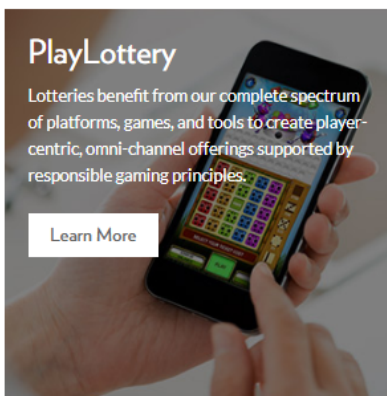 PlayLottery
Lotteries benefit from our complete spectrum
of platforms, games, and tools to create player-
centric, omni-channel offerings supported by
responsible gaming principles.
Learn More
PLAY